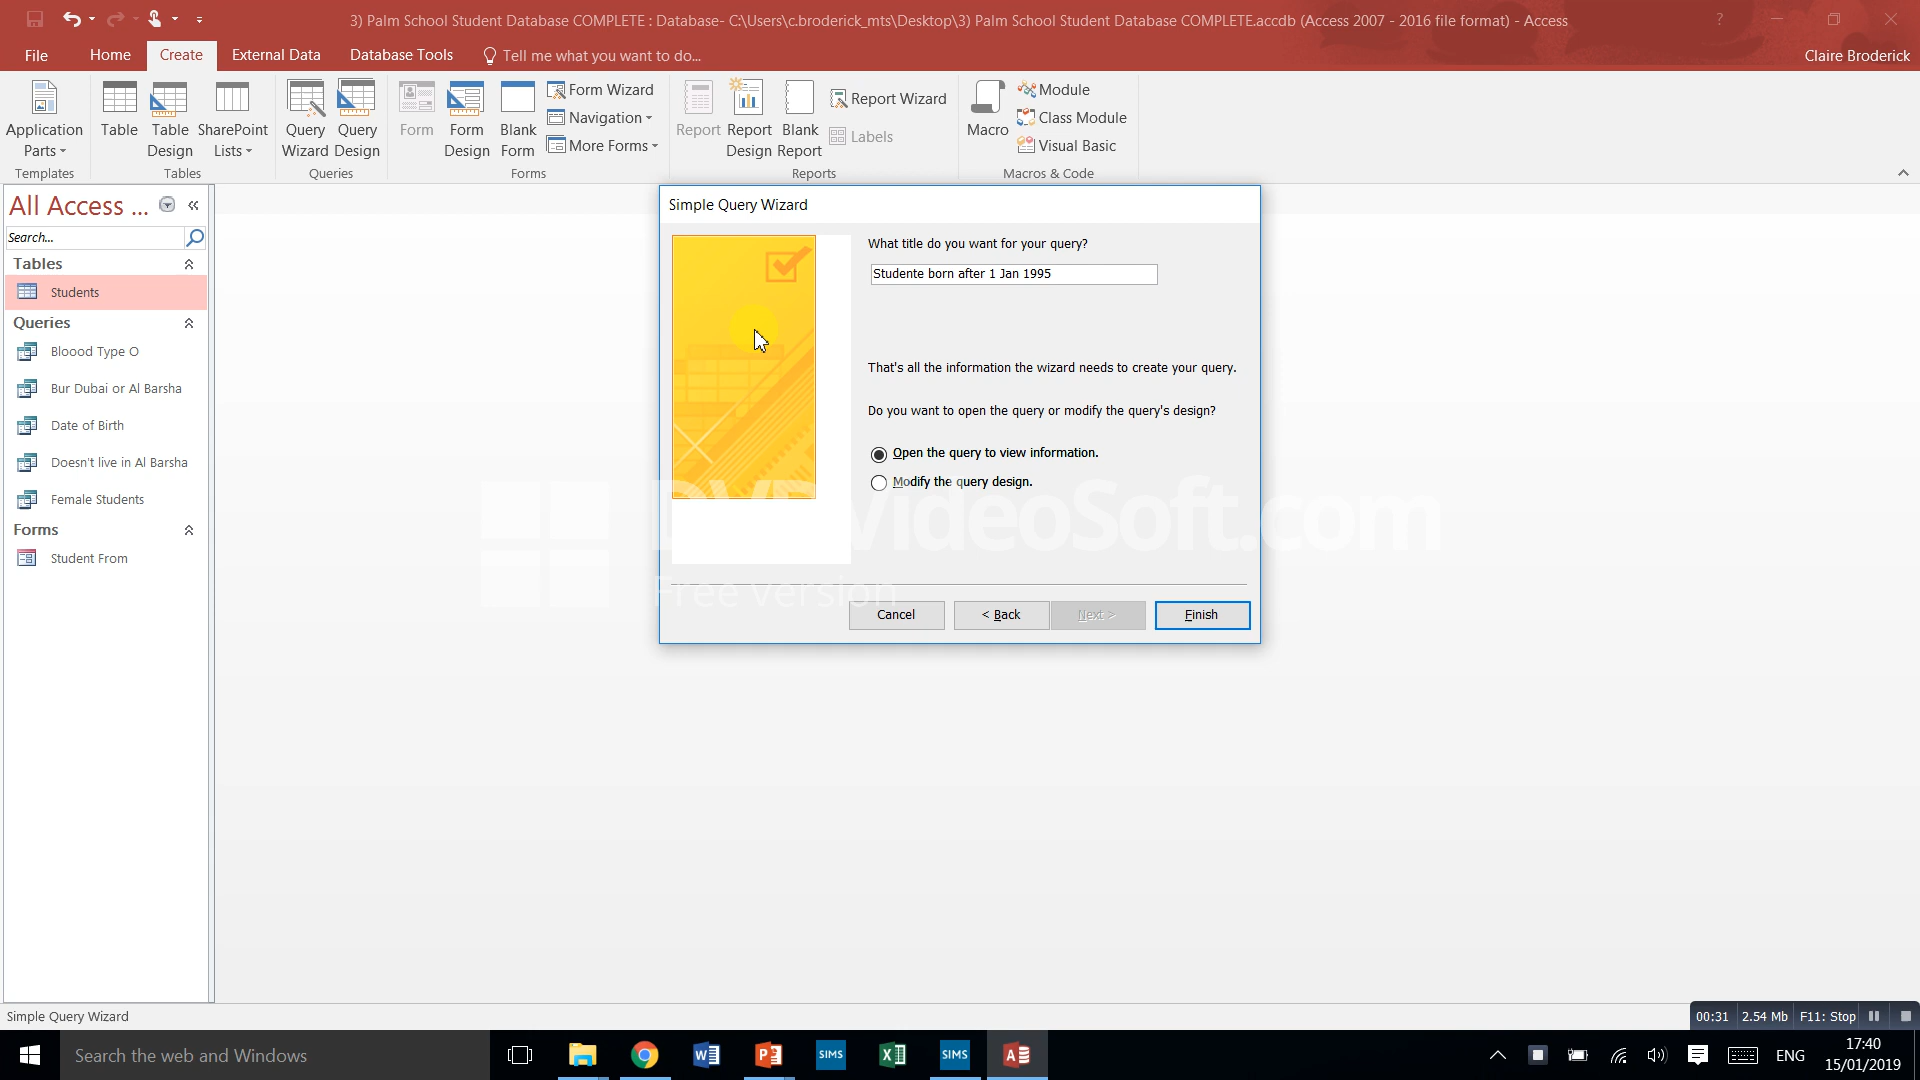 3) Palm School Student Database COMPLETE : Database- C:\Users\c.broderick_mts\Desktop\3) Palm School Student Database COMPLETE.accdb (Access 2007 - 2016 file format) - Access
?
File Home Create External Data Database Tools Tell me what you want to do...
Claire Broderick
Application Parts
Table
Table Design
SharePoint Lists
Query Wizard
Query Design
Form
Form Design
Blank Form
Form Wizard
Navigation
More Forms
Report
Report Design
Blank Report
Report Wizard
Labels
Macro
Module
Class Module
Visual Basic
Templates Tables Queries Forms Reports Macros & Code
All Access ...
Search...
Tables
Students
Queries
Bloood Type O
Bur Dubai or Al Barsha
Date of Birth
Doesn't live in Al Barsha
Female Students
Forms
Student From
Simple Query Wizard
What title do you want for your query?
Studente born after 1 Jan 1995
That's all the information the wizard needs to create your query.
Do you want to open the query or modify the query's design?
Open the query to view information.
Modify the query design.
DVDVideoSoft.com
Free version
Cancel < Back Next > Finish
Simple Query Wizard
00:31 2.54 Mb F11: Stop
Search the web and Windows
SIMS
SIMS
ENG
17:40
15/01/2019